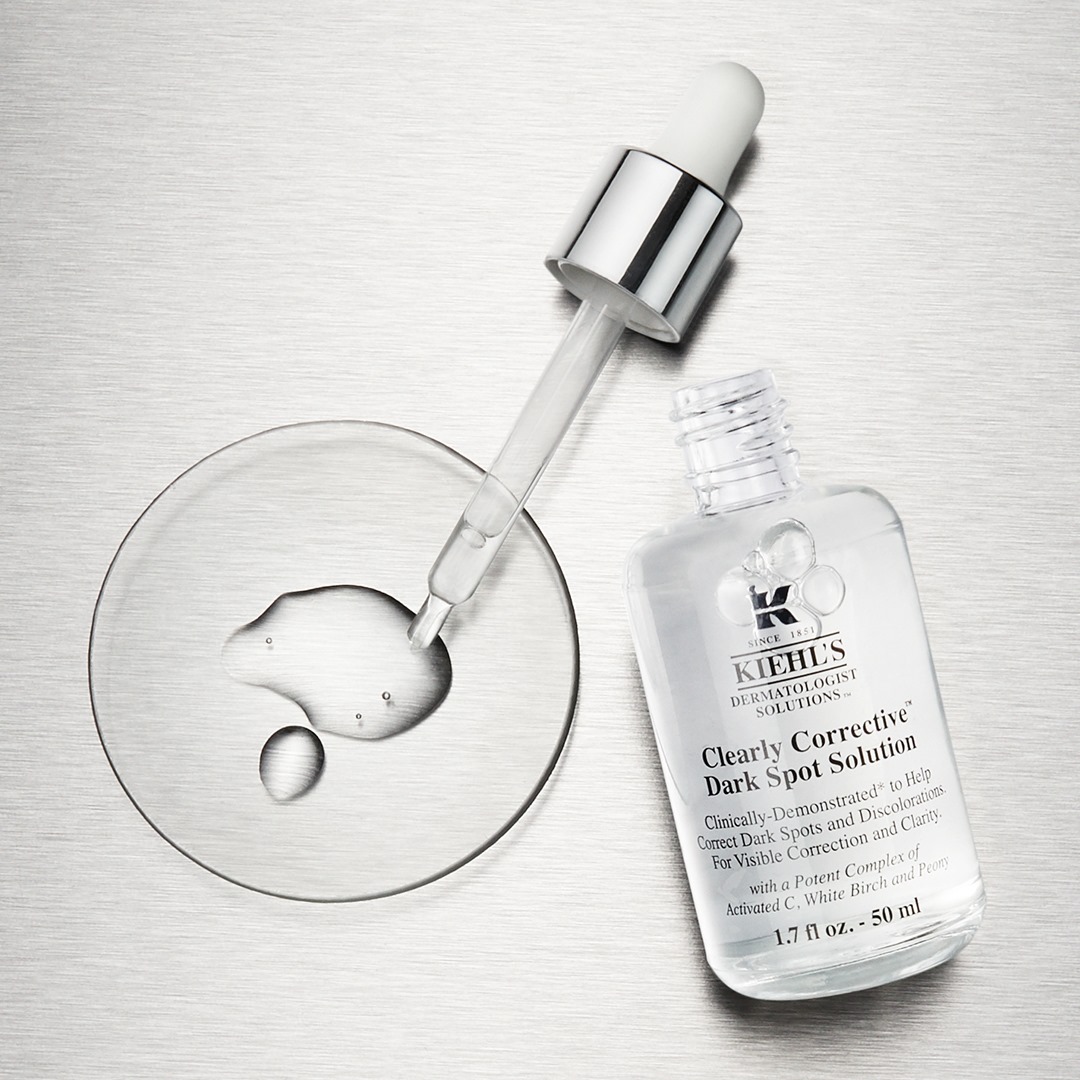 K
SINCE 1851
KIEHL'S
DERMATOLOGIST
SOLUTIONS™
Clearly Corrective™
Dark Spot Solution
Clinically-Demonstrated* to Help
Correct Dark Spots and Discolorations.
For Visible Correction and Clarity.
with a Potent Complex of
Activated C, White Birch and Peony
1.7 fl oz. - 50 ml